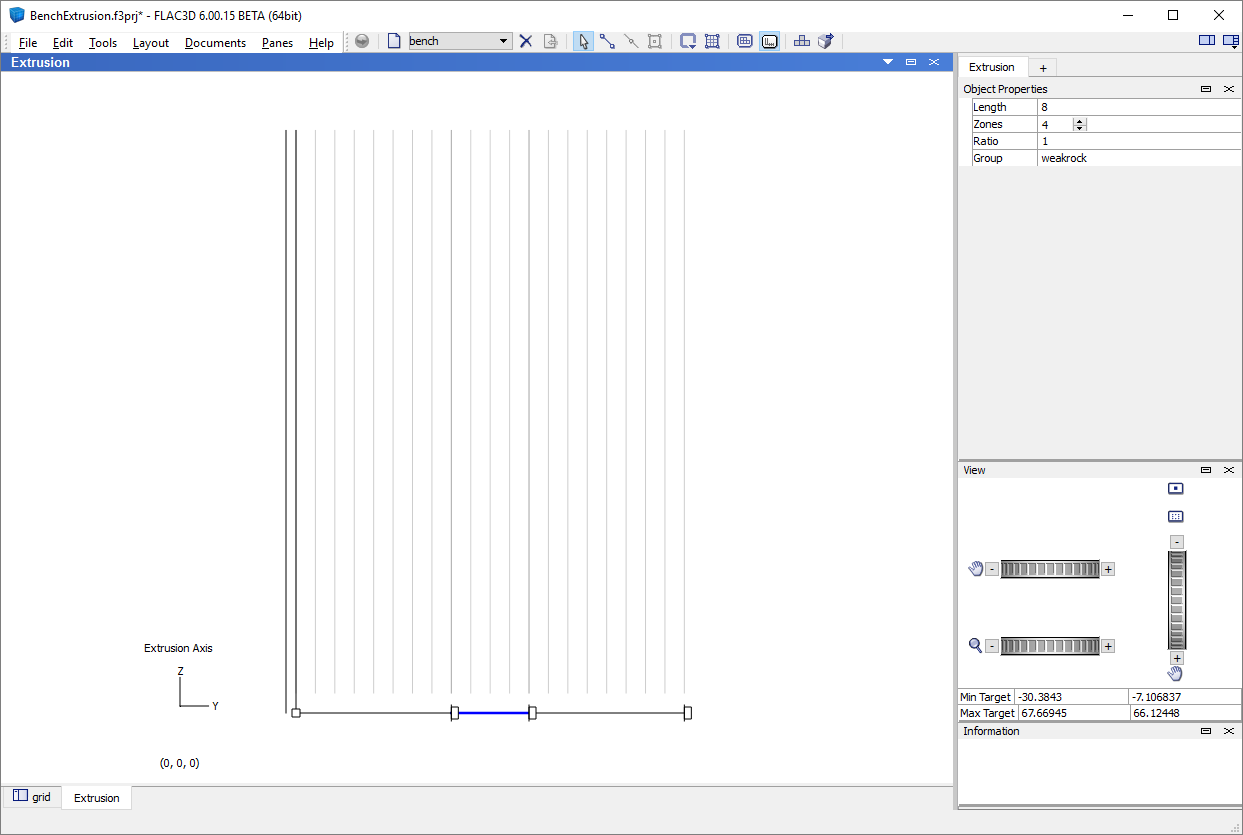 BenchExtrusion.f3prj* - FLAC3D 6.00.15 BETA (64bit)
File Edit Tools Layout Documents Panes Help bench
Extrusion
Extrusion +
Object Properties
Length 8
Zones 4
Ratio 1
Group weakrock
View
-
- +
- +
+
Extrusion Axis
Z
Y
(0, 0, 0)
Min Target -30.3843 -7.106837
Max Target 67.66945 66.12448
Information
grid Extrusion